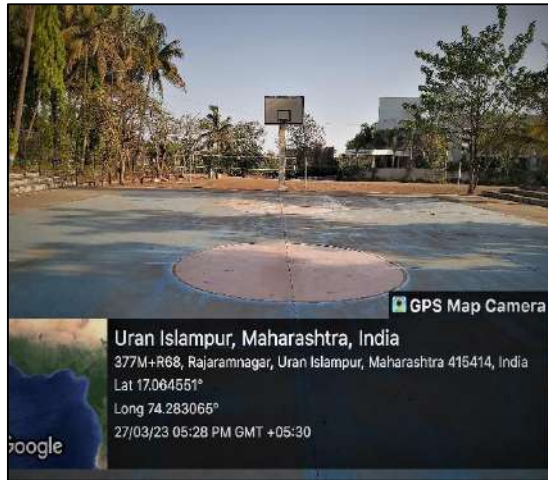 GPS Map Camera
Uran Islampur, Maharashtra, India
377M+R68, Rajaramnagar, Uran Islampur, Maharashtra 415414, India
Lat 17.064551°
Long 74.283065°
27/03/23 05:28 PM GMT +05:30
Google